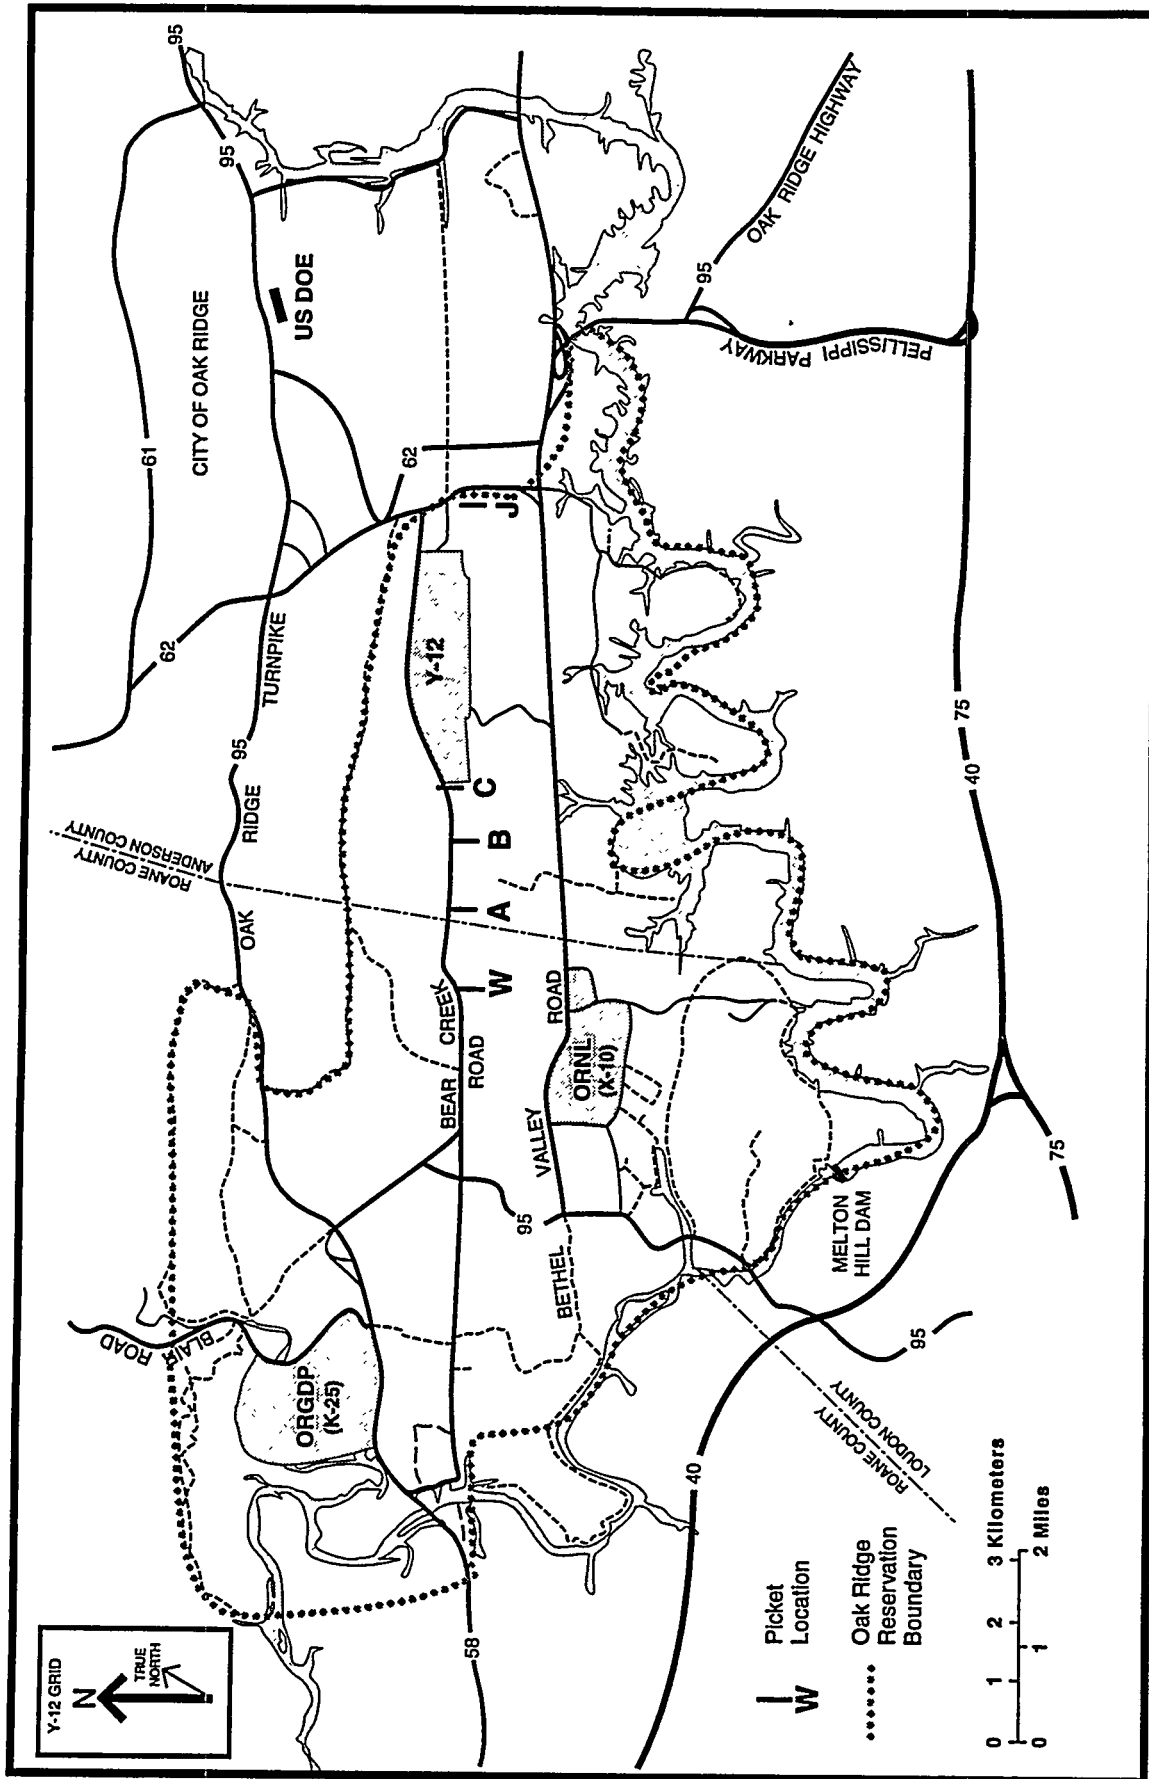 Y-12 GRID
N
TRUE
NORTH
95
95
61
CITY OF OAK RIDGE
US DOE
62
62
95
OAK RIDGE TURNPIKE
ROANE COUNTY
ANDERSON COUNTY
BLAIR ROAD
ORGDP
(K-25)
58
BEAR CREEK
ROAD
W
A
B
C
Y-12
I
J
95
BETHEL VALLEY ROAD
ORNL
(X-10)
OAK RIDGE HIGHWAY
95
PELLISSIPPI PARKWAY
MELTON
HILL DAM
95
40
75
40
75
ROANE COUNTY
LOUDON COUNTY
W
Picket
Location
Oak Ridge
Reservation
Boundary
0 1 2 3 Kilometers
0 1 2 Miles